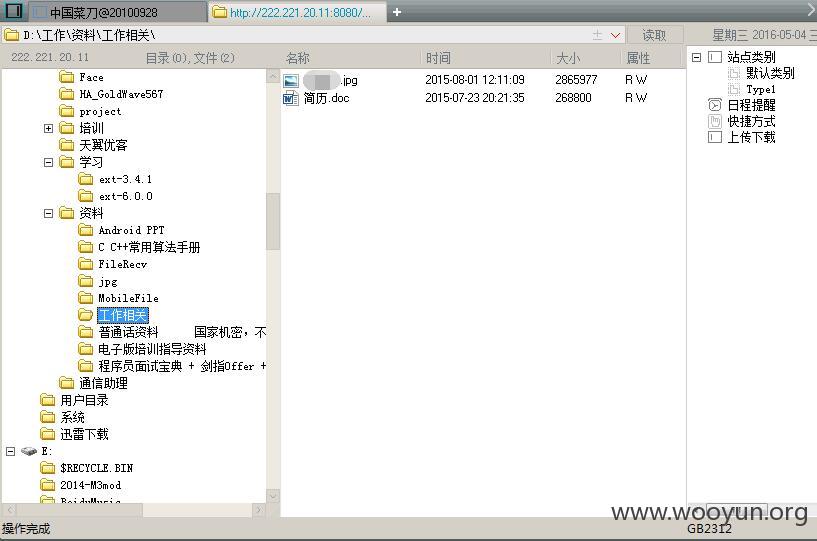 中国菜刀@20100928
http://222.221.20.11:8080/...
+
D:\工作\资料\工作相关\
读取
星期三 2016-05-04 三
222.221.20.11
目录(0),文件(2)
名称 时间 大小 属性
.jpg 2015-08-01 12:11:09 2865977 R W
简历.doc 2015-07-23 20:21:35 268800 R W
Face
HA_GoldWave567
project
培训
天翼优客
学习
ext-3.4.1
ext-6.0.0
资料
Android PPT
C C++常用算法手册
FileRecv
jpg
MobileFile
工作相关
普通话资料 国家机密，不
电子版培训指导资料
程序员面试宝典 + 剑指Offer +
通信助理
用户目录
系统
迅雷下载
E:
$RECYCLE.BIN
2014-M3mod
BaiduMusic
站点类别
默认类别
Type1
日程提醒
快捷方式
上传下载
www.wooyun.org
操作完成
GB2312